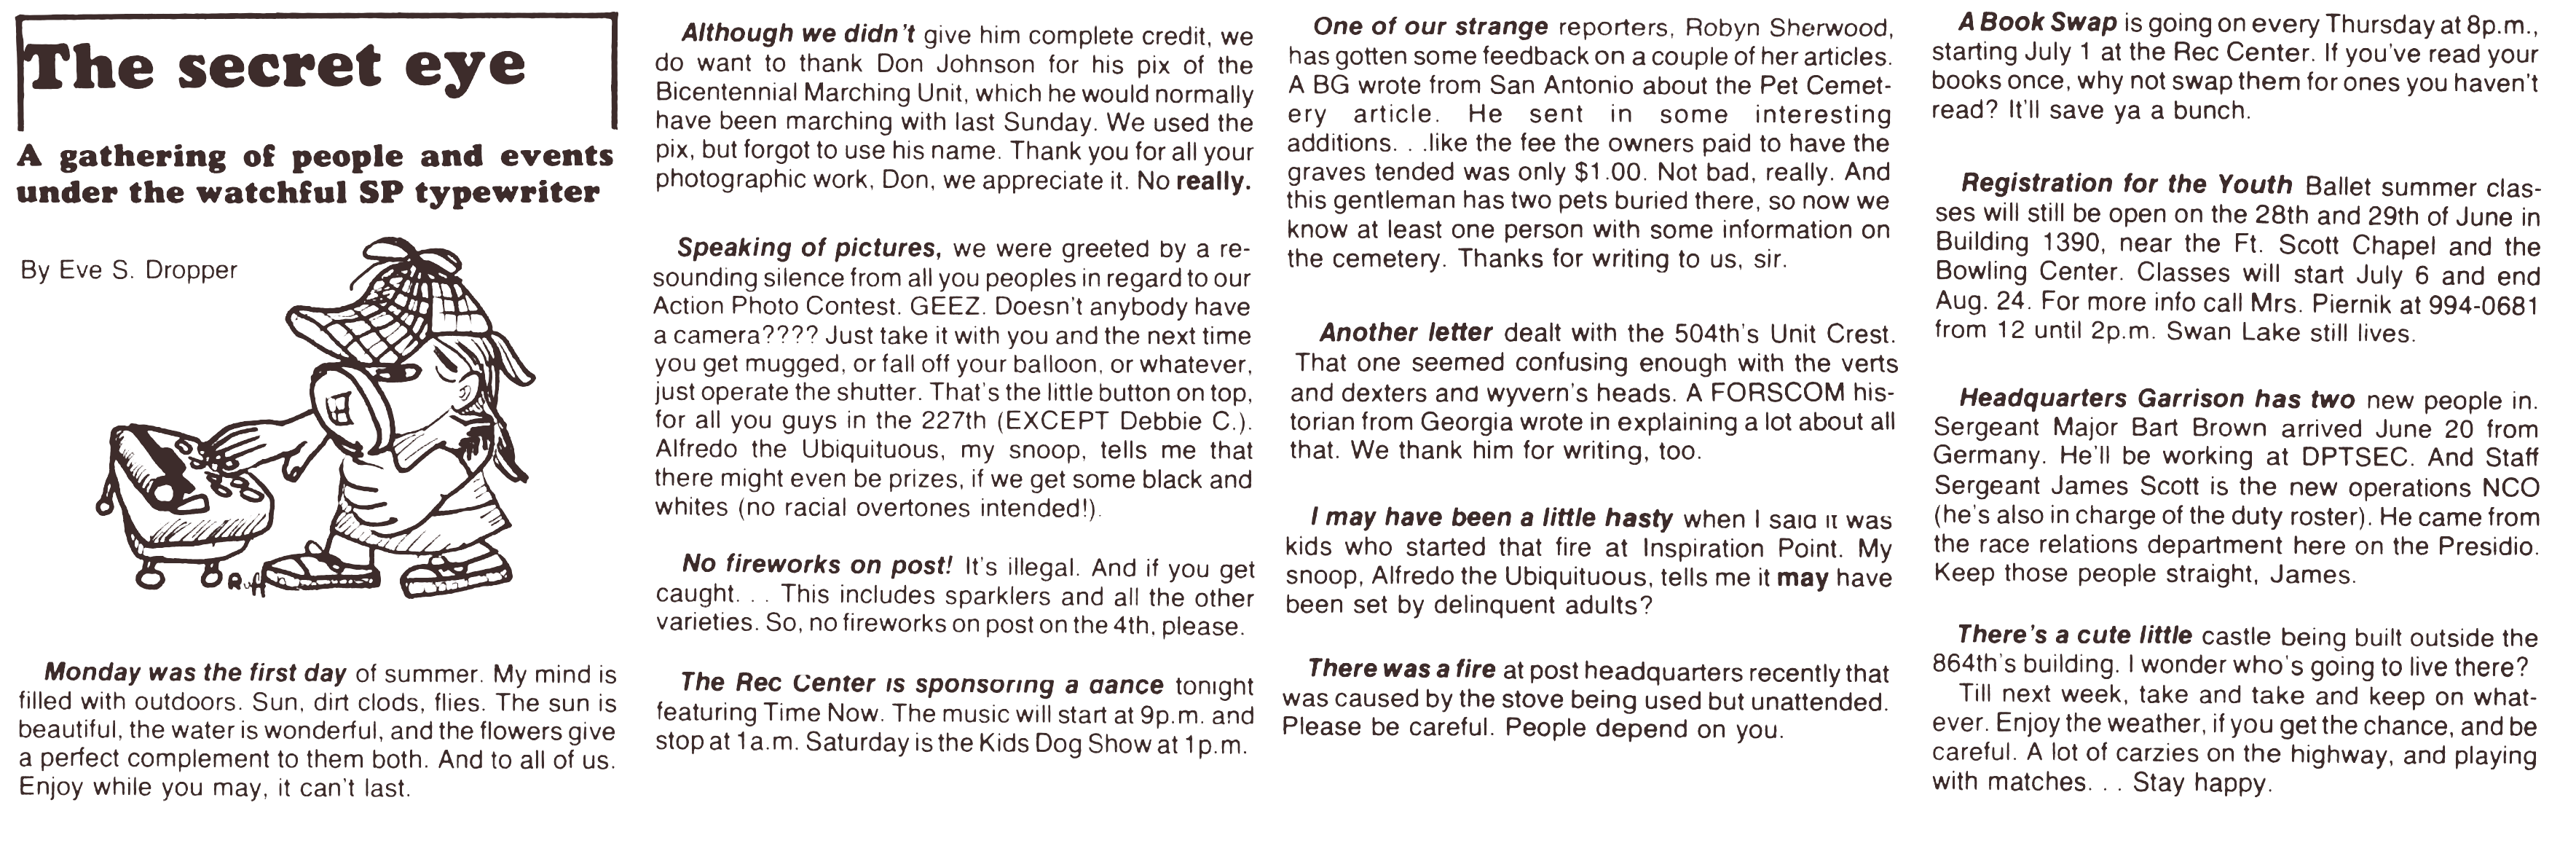 The secret eye
A gathering of people and events
under the watchful SP typewriter
By Eve S. Dropper
Ruff
Monday was the first day of summer. My mind is
filled with outdoors. Sun, dirt clods, flies. The sun is
beautiful, the water is wonderful, and the flowers give
a perfect complement to them both. And to all of us.
Enjoy while you may, it can't last.
Although we didn't give him complete credit, we
do want to thank Don Johnson for his pix of the
Bicentennial Marching Unit, which he would normally
have been marching with last Sunday. We used the
pix, but forgot to use his name. Thank you for all your
photographic work, Don, we appreciate it. No really.
Speaking of pictures, we were greeted by a re-
sounding silence from all you peoples in regard to our
Action Photo Contest. GEEZ. Doesn't anybody have
a camera???? Just take it with you and the next time
you get mugged, or fall off your balloon, or whatever,
just operate the shutter. That's the little button on top,
for all you guys in the 227th (EXCEPT Debbie C.).
Alfredo the Ubiquituous, my snoop, tells me that
there might even be prizes, if we get some black and
whites (no racial overtones intended!).
No fireworks on post! It's illegal. And if you get
caught. . . This includes sparklers and all the other
varieties. So, no fireworks on post on the 4th, please.
The Rec Center is sponsoring a dance tonight
featuring Time Now. The music will start at 9p.m. and
stop at 1a.m. Saturday is the Kids Dog Show at 1p.m.
One of our strange reporters, Robyn Sherwood,
has gotten some feedback on a couple of her articles.
A BG wrote from San Antonio about the Pet Cemet-
ery article. He sent in some interesting
additions. . .like the fee the owners paid to have the
graves tended was only $1.00. Not bad, really. And
this gentleman has two pets buried there, so now we
know at least one person with some information on
the cemetery. Thanks for writing to us, sir.
Another letter dealt with the 504th's Unit Crest.
That one seemed confusing enough with the verts
and dexters and wyvern's heads. A FORSCOM his-
torian from Georgia wrote in explaining a lot about all
that. We thank him for writing, too.
I may have been a little hasty when I said it was
kids who started that fire at Inspiration Point. My
snoop, Alfredo the Ubiquituous, tells me it may have
been set by delinquent adults?
There was a fire at post headquarters recently that
was caused by the stove being used but unattended.
Please be careful. People depend on you.
A Book Swap is going on every Thursday at 8p.m.,
starting July 1 at the Rec Center. If you've read your
books once, why not swap them for ones you haven't
read? It'll save ya a bunch.
Registration for the Youth Ballet summer clas-
ses will still be open on the 28th and 29th of June in
Building 1390, near the Ft. Scott Chapel and the
Bowling Center. Classes will start July 6 and end
Aug. 24. For more info call Mrs. Piernik at 994-0681
from 12 until 2p.m. Swan Lake still lives.
Headquarters Garrison has two new people in.
Sergeant Major Bart Brown arrived June 20 from
Germany. He'll be working at DPTSEC. And Staff
Sergeant James Scott is the new operations NCO
(he's also in charge of the duty roster). He came from
the race relations department here on the Presidio.
Keep those people straight, James.
There's a cute little castle being built outside the
864th's building. I wonder who's going to live there?
Till next week, take and take and keep on what-
ever. Enjoy the weather, if you get the chance, and be
careful. A lot of carzies on the highway, and playing
with matches. . . Stay happy.